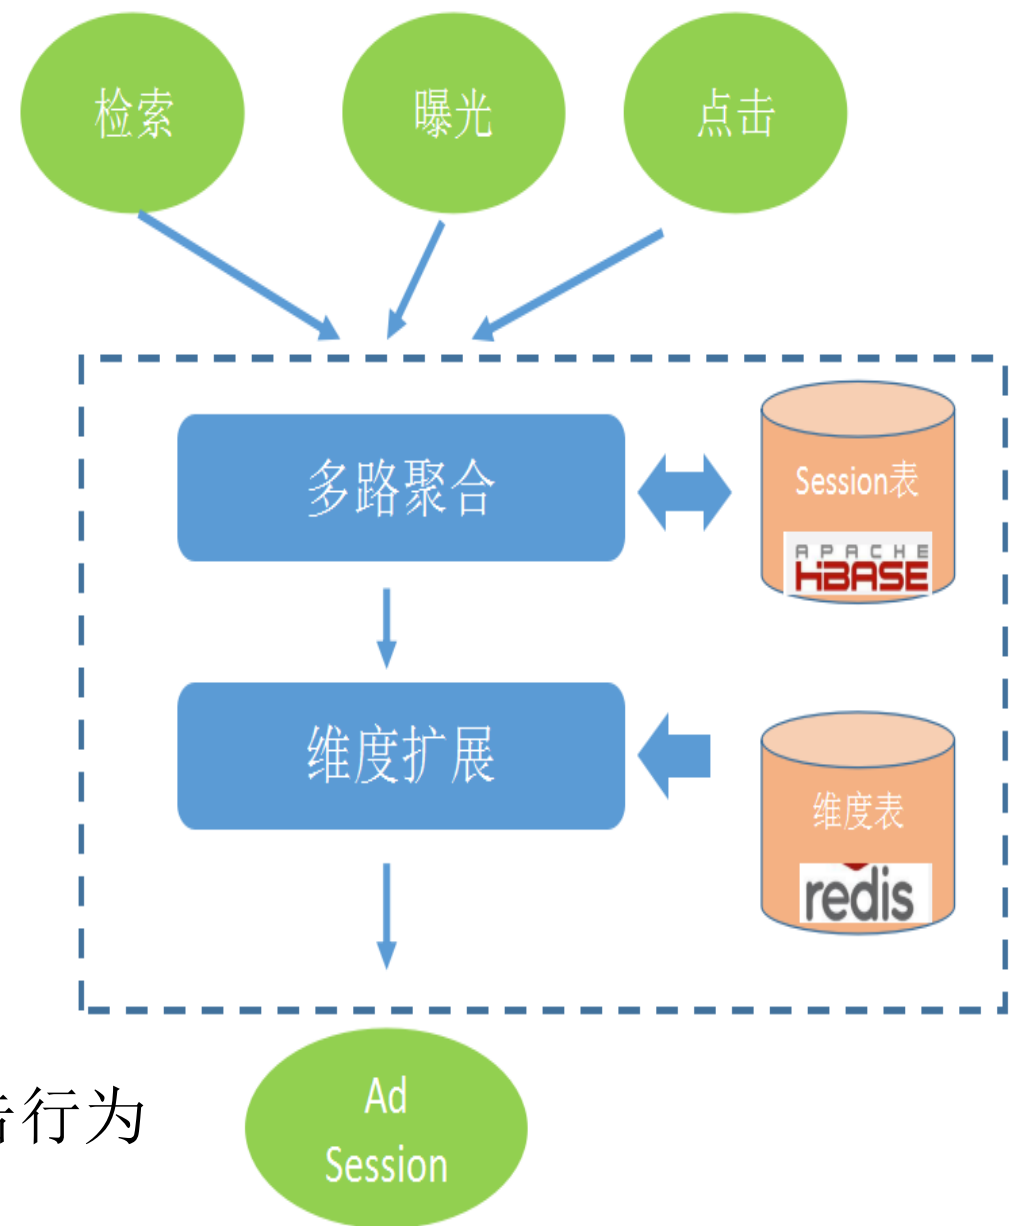 检索
曝光
点击
多路聚合
Session表
APACHE
HBASE
维度扩展
维度表
redis
击行为
Ad
Session